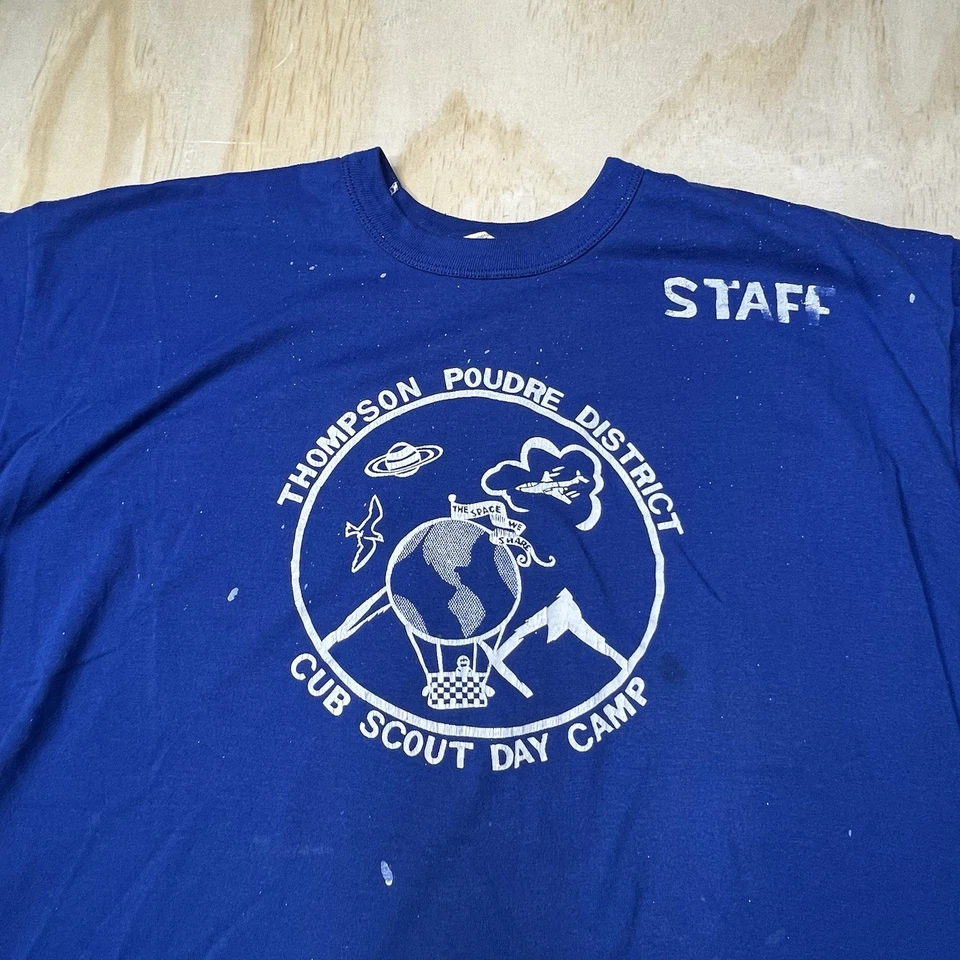 STAFF
THOMPSON POUDRE DISTRICT
THE SPACE WE SHARE
CUB SCOUT DAY CAMP